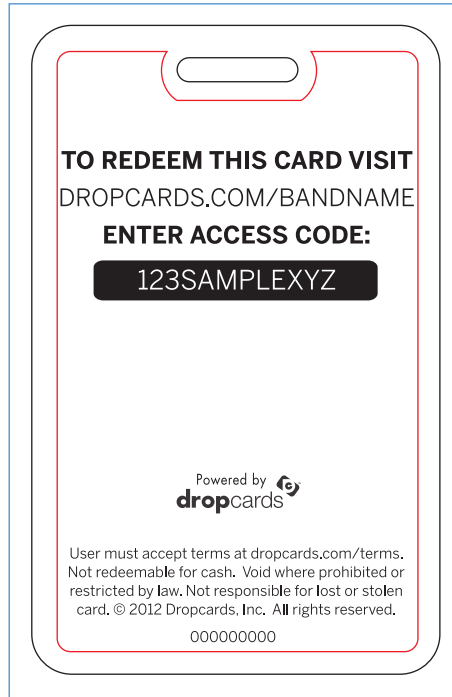 TO REDEEM THIS CARD VISIT
DROPCARDS.COM/BANDNAME
ENTER ACCESS CODE:
123SAMPLEXYZ
Powered by
dropcards
User must accept terms at dropcards.com/terms.
Not redeemable for cash. Void where prohibited or
restricted by law. Not responsible for lost or stolen
card. © 2012 Dropcards, Inc. All rights reserved.
000000000